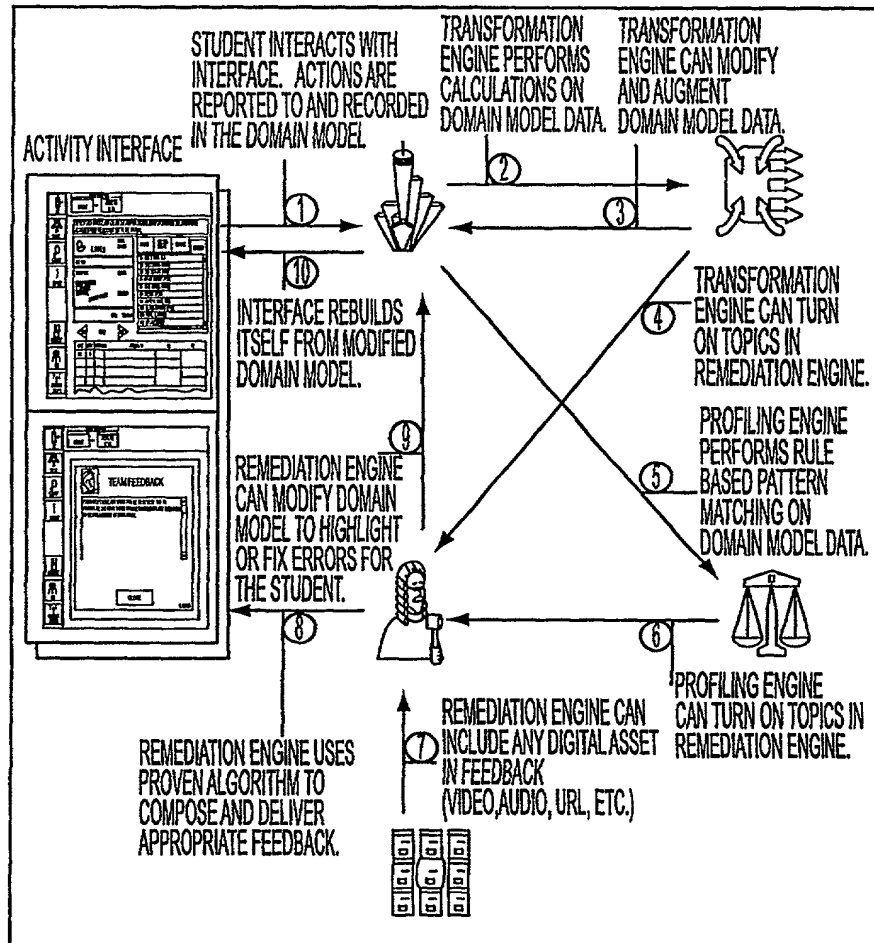 STUDENT INTERACTS WITH
INTERFACE. ACTIONS ARE
REPORTED TO AND RECORDED
IN THE DOMAIN MODEL
TRANSFORMATION
ENGINE PERFORMS
CALCULATIONS ON
DOMAIN MODEL DATA.
TRANSFORMATION
ENGINE CAN MODIFY
AND AUGMENT
DOMAIN MODEL DATA.
ACTIVITY INTERFACE
1
2
3
10
INTERFACE REBUILDS
ITSELF FROM MODIFIED
DOMAIN MODEL.
4
TRANSFORMATION
ENGINE CAN TURN
ON TOPICS IN
REMEDIATION ENGINE.
5
PROFILING ENGINE
PERFORMS RULE
BASED PATTERN
MATCHING ON
DOMAIN MODEL DATA.
9
REMEDIATION ENGINE
CAN MODIFY DOMAIN
MODEL TO HIGHLIGHT
OR FIX ERRORS FOR
THE STUDENT.
TEAM FEEDBACK
8
6
PROFILING ENGINE
CAN TURN ON TOPICS IN
REMEDIATION ENGINE.
7
REMEDIATION ENGINE CAN
INCLUDE ANY DIGITAL ASSET
IN FEEDBACK
(VIDEO,AUDIO, URL, ETC.)
REMEDIATION ENGINE USES
PROVEN ALGORITHM TO
COMPOSE AND DELIVER
APPROPRIATE FEEDBACK.